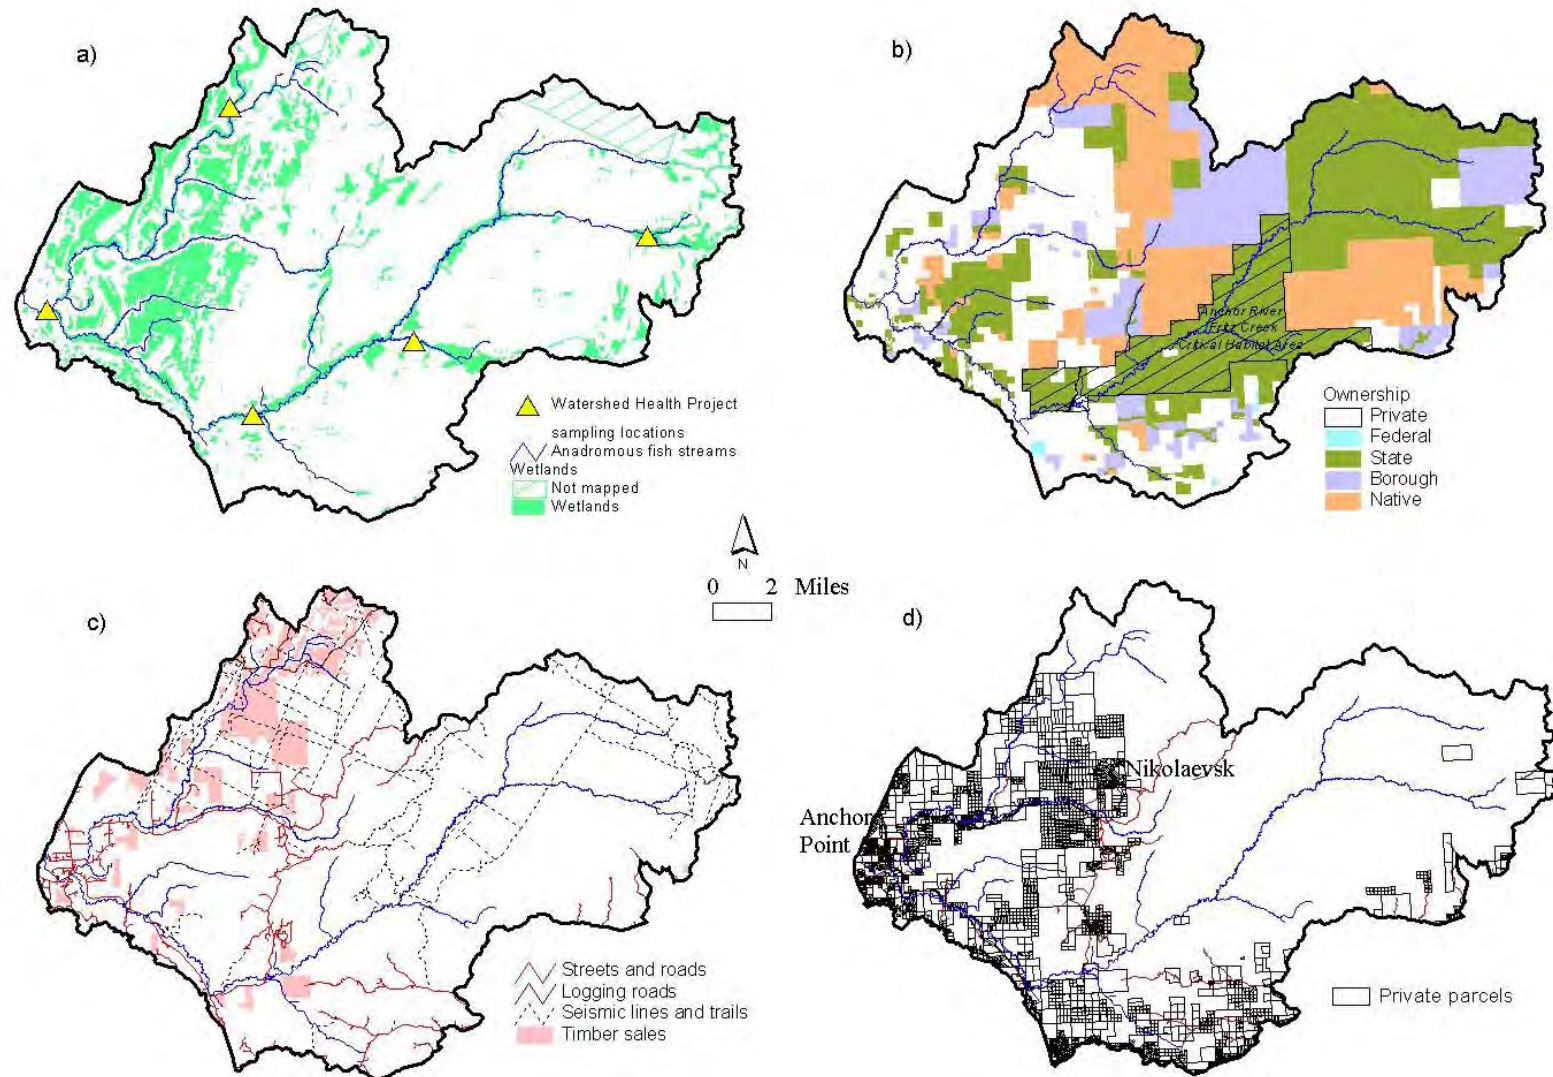 a)
Watershed Health Project
sampling locations
Anadromous fish streams
Wetlands
Not mapped
Wetlands
b)
Anchor River
Fritz Creek
Critical Habitat Area
Ownership
Private
Federal
State
Borough
Native
N
0 2 Miles
c)
Streets and roads
Logging roads
Seismic lines and trails
Timber sales
d)
Nikolaevsk
Anchor
Point
Private parcels